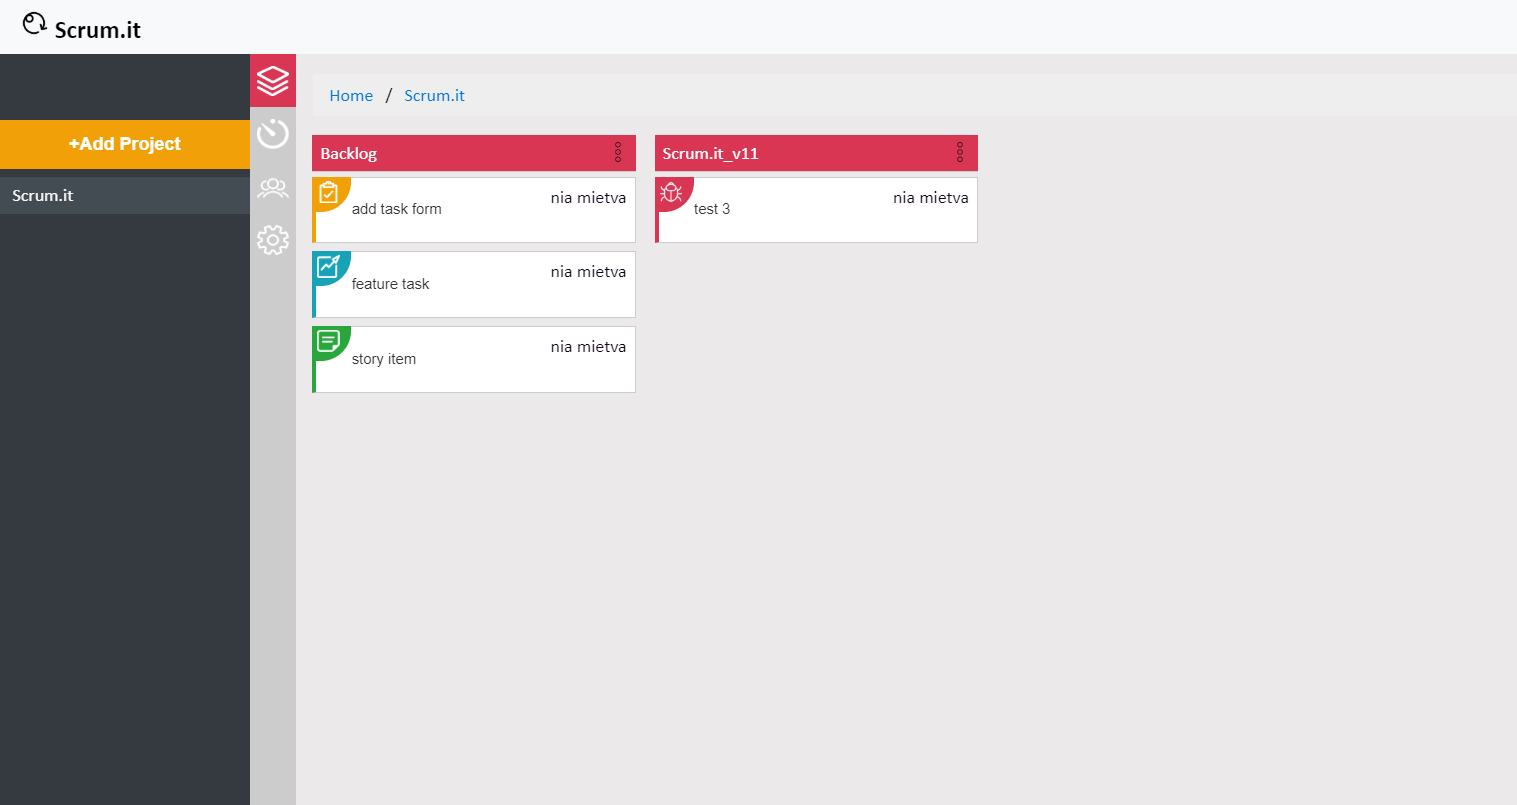 Scrum.it
+Add Project
Scrum.it
Home / Scrum.it
Backlog
add task form
nia mietva
feature task
nia mietva
story item
nia mietva
Scrum.it_v11
test 3
nia mietva